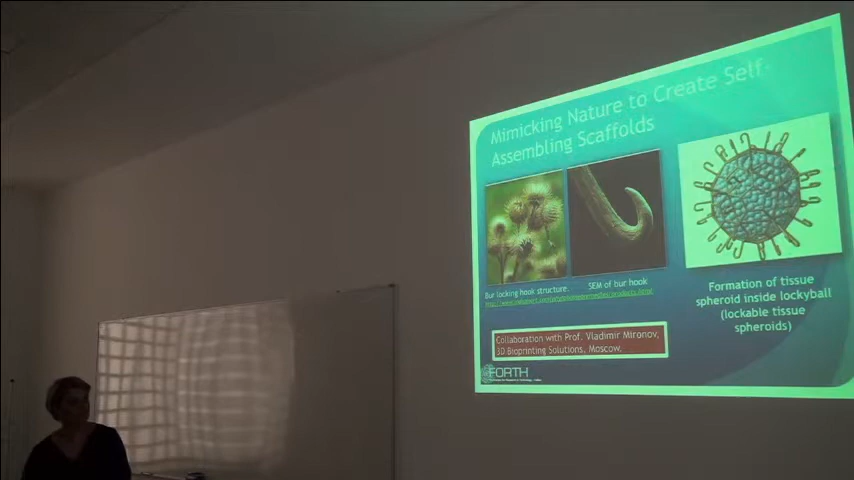 Mimicking Nature to Create Self-
Assembling Scaffolds
Bur locking hook structure.
SEM of bur hook
Formation of tissue
spheroid inside lockyball
(lockable tissue
spheroids)
Collaboration with Prof. Vladimir Mironov,
3D Bioprinting Solutions, Moscow.
FORTH